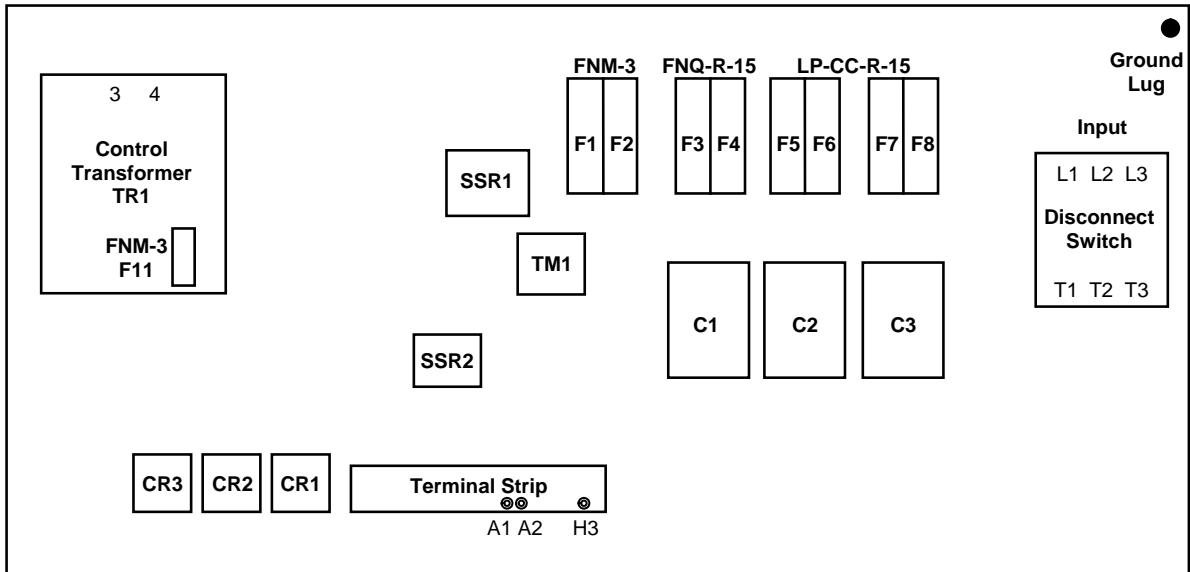 Ground
Lug
FNM-3 FNQ-R-15 LP-CC-R-15
3 4
Control
Transformer
TR1
FNM-3
F11
F1 F2 F3 F4 F5 F6 F7 F8
Input
L1 L2 L3
Disconnect
Switch
T1 T2 T3
SSR1
TM1
C1 C2 C3
SSR2
CR3 CR2 CR1
Terminal Strip
A1 A2 H3